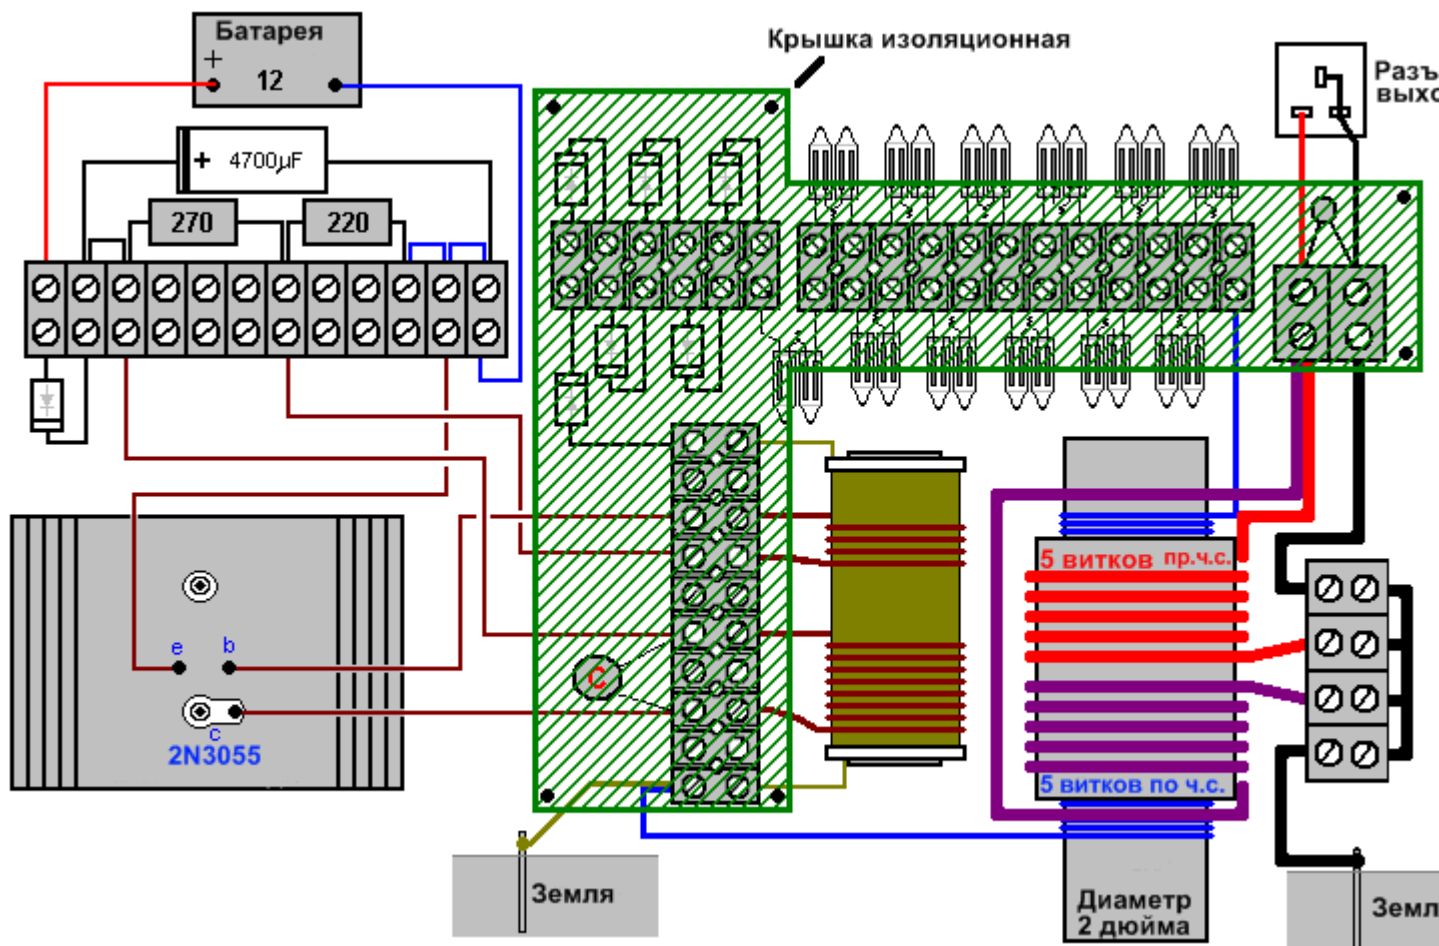 Батарея
+
12
Крышка изоляционная
+ 4700µF
270
220
e
b
c
2N3055
C
5 витков пр.ч.с.
5 витков по ч.с.
Диаметр
2 дюйма
Земля